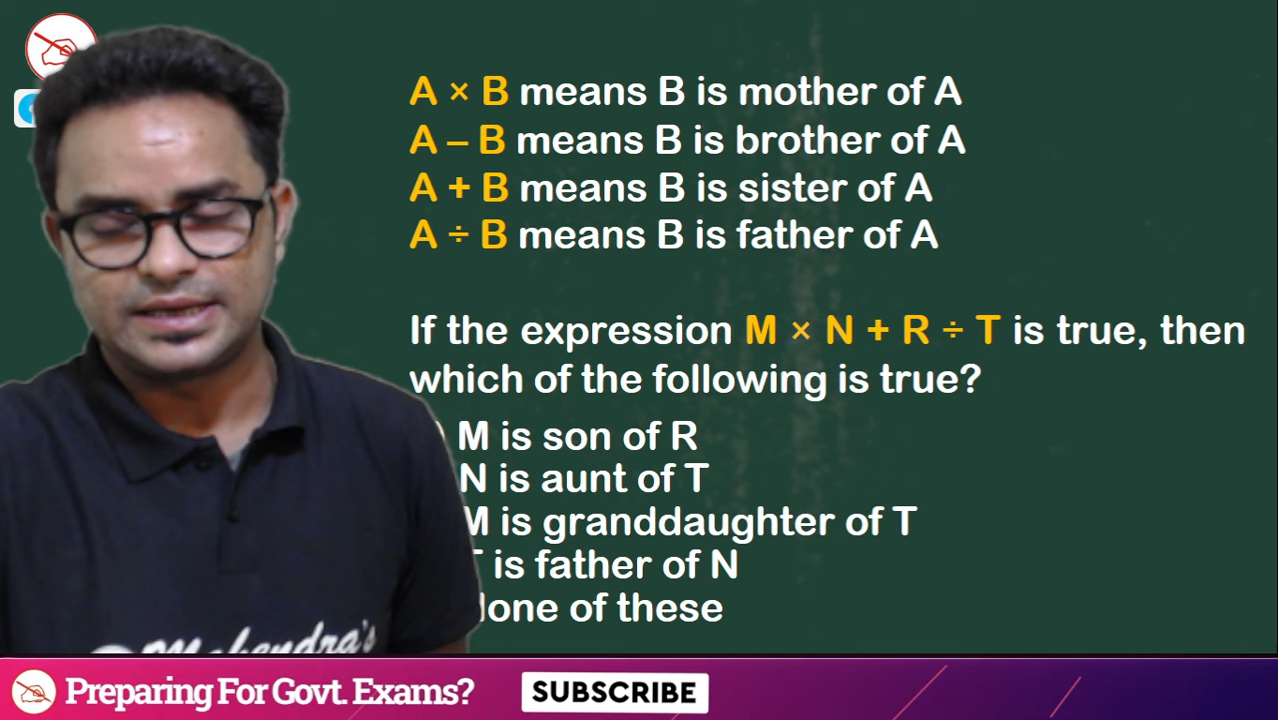 A × B means B is mother of A
A – B means B is brother of A
A + B means B is sister of A
A ÷ B means B is father of A
If the expression M × N + R ÷ T is true, then
which of the following is true?
M is son of R
N is aunt of T
M is granddaughter of T
T is father of N
None of these
Mahendra's
Preparing For Govt. Exams?
SUBSCRIBE